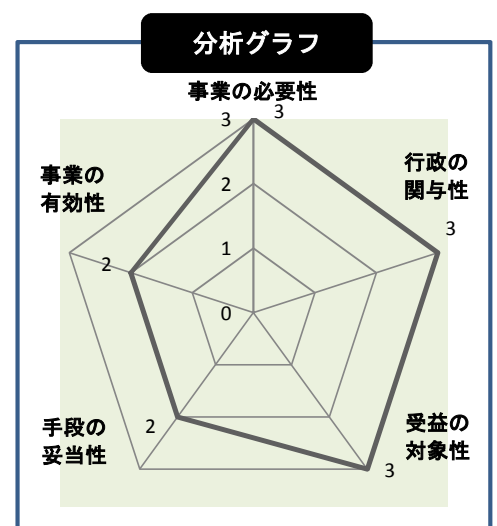 分析グラフ
事業の必要性
3
3
事業の
有効性
行政の
関与性
2
3
1
2
0
手段の
妥当性
2
受益の
対象性
3